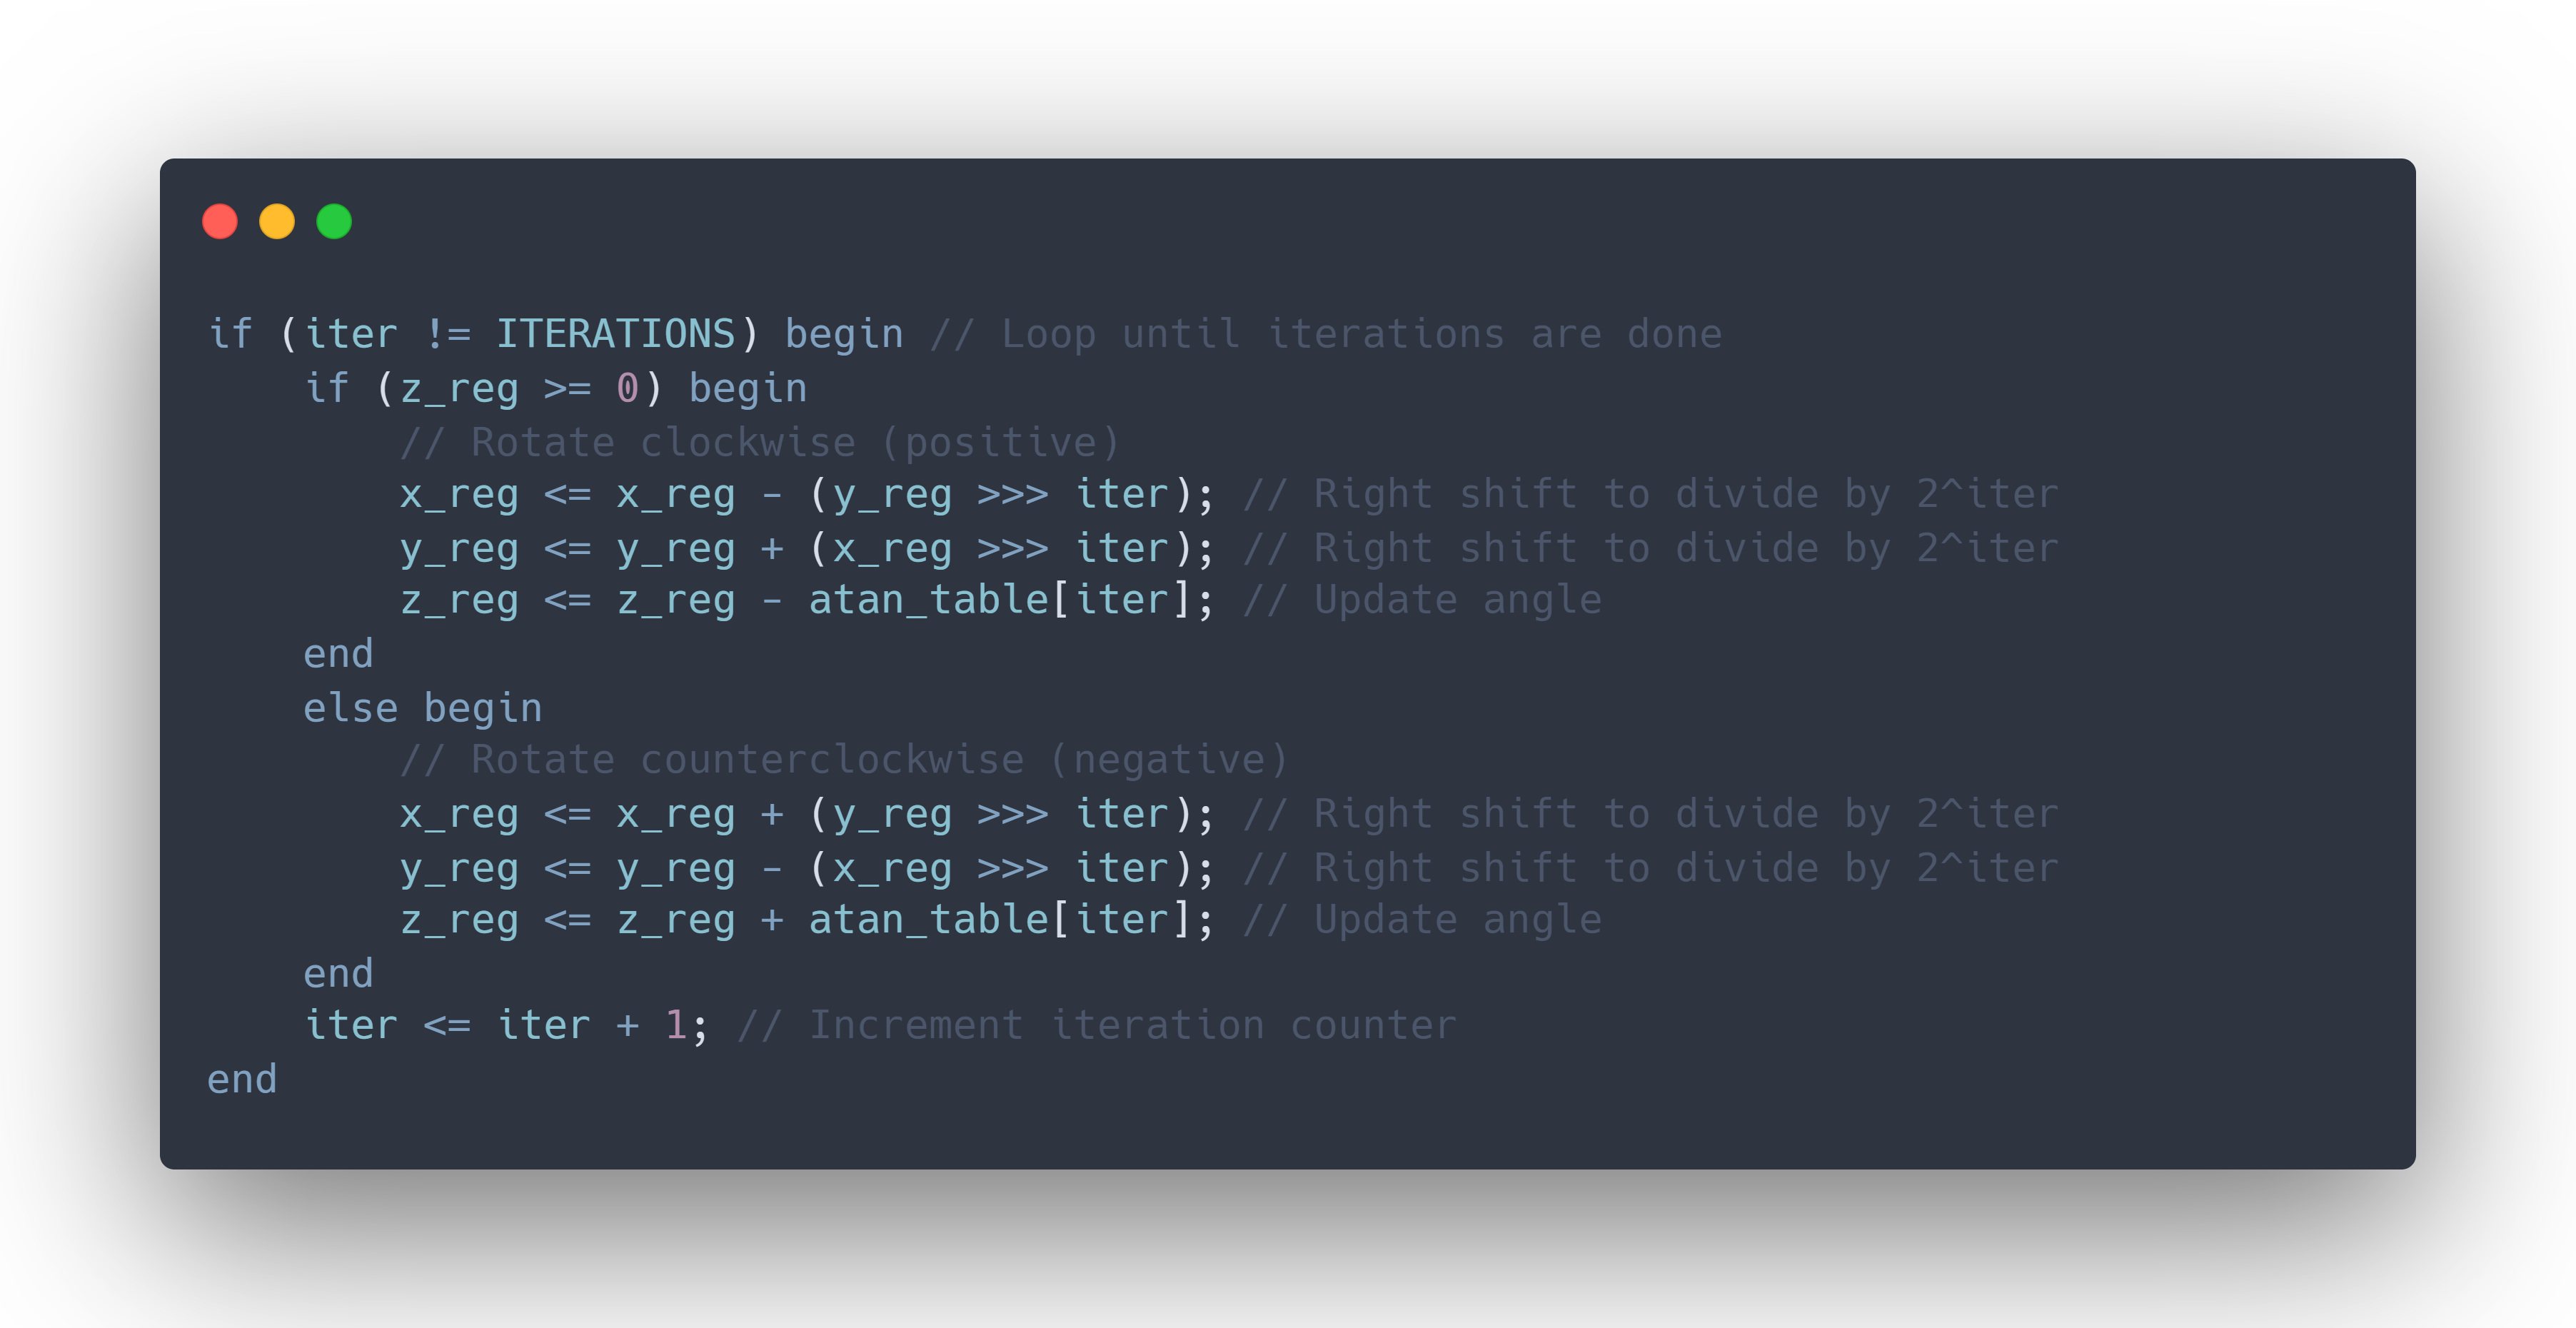 if (iter != ITERATIONS) begin // Loop until iterations are done
    if (z_reg >= 0) begin
        // Rotate clockwise (positive)
        x_reg <= x_reg - (y_reg >>> iter); // Right shift to divide by 2^iter
        y_reg <= y_reg + (x_reg >>> iter); // Right shift to divide by 2^iter
        z_reg <= z_reg - atan_table[iter]; // Update angle
    end
    else begin
        // Rotate counterclockwise (negative)
        x_reg <= x_reg + (y_reg >>> iter); // Right shift to divide by 2^iter
        y_reg <= y_reg - (x_reg >>> iter); // Right shift to divide by 2^iter
        z_reg <= z_reg + atan_table[iter]; // Update angle
    end
    iter <= iter + 1; // Increment iteration counter
end